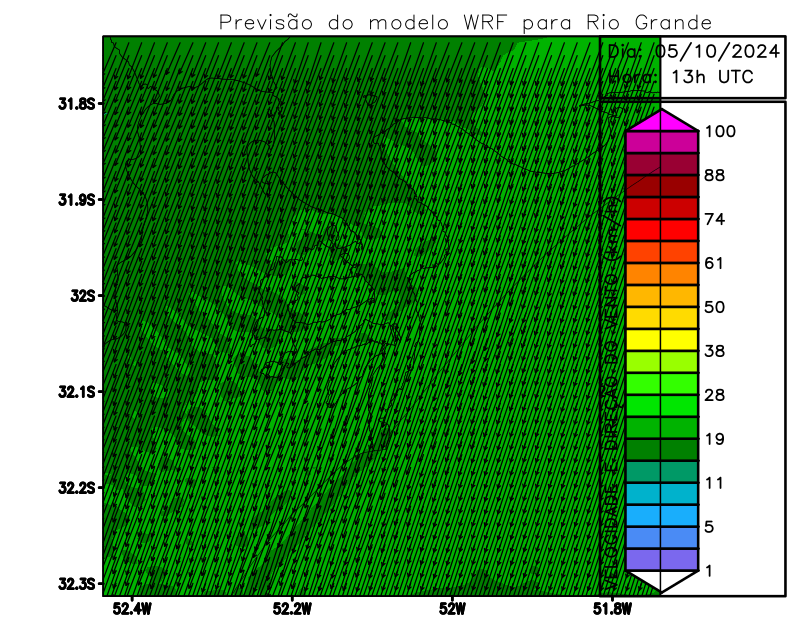 Previsão do modelo WRF para Rio Grande
Dia: 05/10/2024
Hora: 13h UTC
31.8S
31.9S
32S
32.1S
32.2S
32.3S
52.4W
52.2W
52W
51.8W
VELOCIDADE E DIREÇÃO DO VENTO (km/h)
100
88
74
61
50
38
28
19
11
5
1